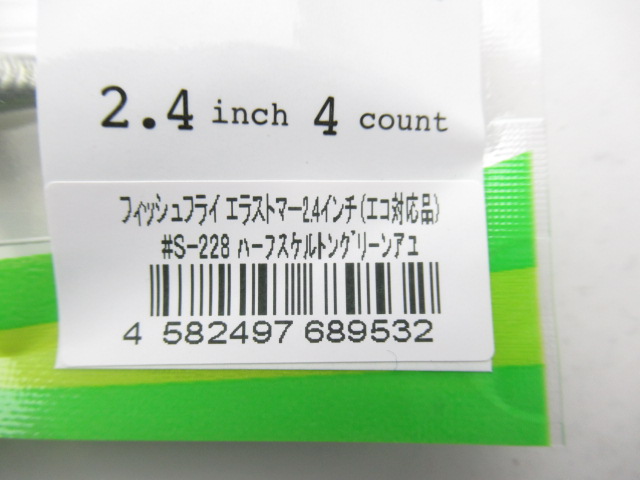 2.4 inch 4 count
フィッシュフライ エラストマー2.4インチ(エコ対応品)
#S-228 ハーフスケルトングリーンアユ
4 582497 689532